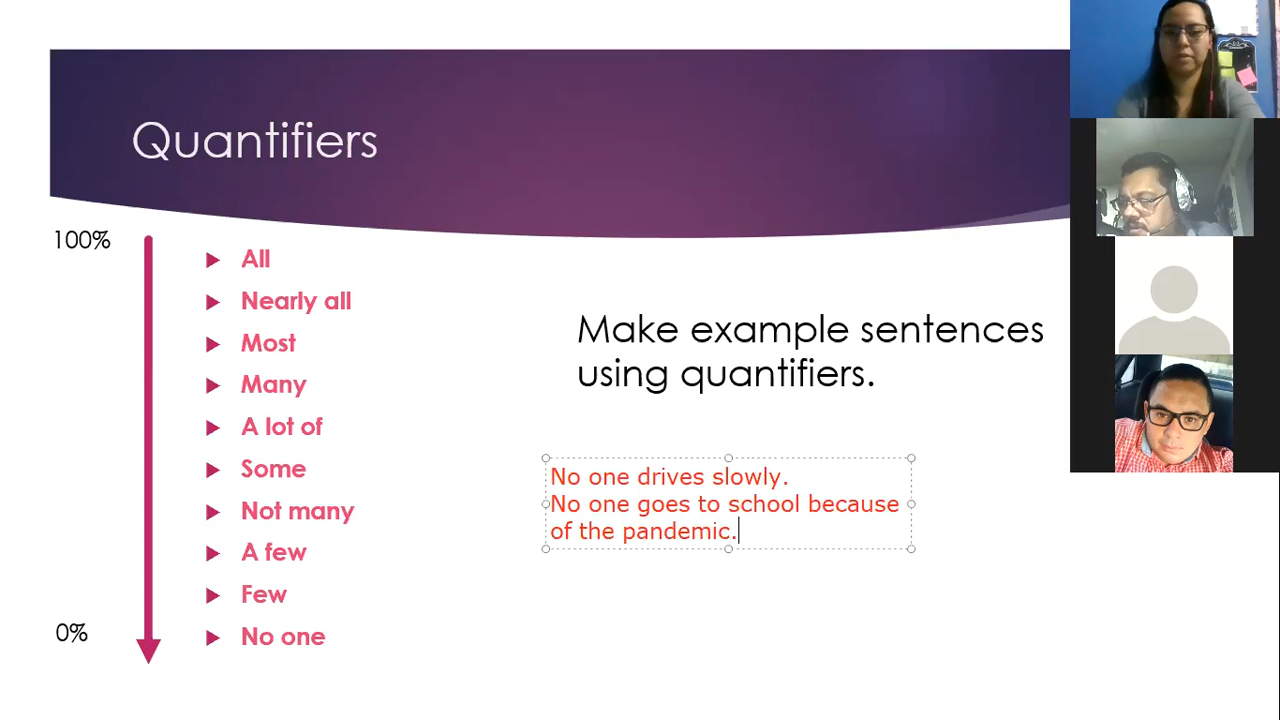 Quantifiers
100%
All
Nearly all
Most
Many
A lot of
Some
Not many
A few
Few
No one
0%
Make example sentences
using quantifiers.
No one drives slowly.
No one goes to school because
of the pandemic.